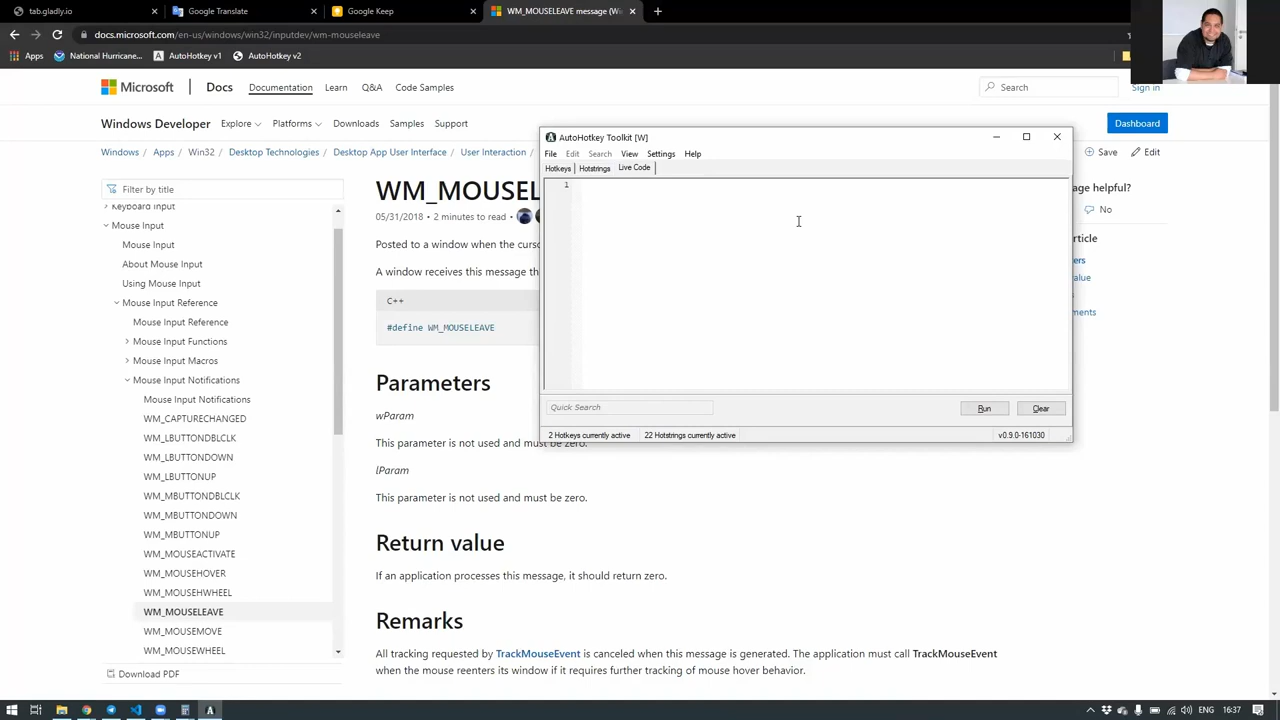 tab.gladly.io
Google Translate
Google Keep
WM_MOUSELEAVE message (Win
docs.microsoft.com/en-us/windows/win32/inputdev/wm-mouseleave
Apps
National Hurricane...
AutoHotkey v1
AutoHotkey v2
Microsoft
Docs
Documentation
Learn
Q&A
Code Samples
Search
Sign in
Windows Developer
Explore
Platforms
Downloads
Samples
Support
Dashboard
Windows / Apps / Win32 / Desktop Technologies / Desktop App User Interface / User Interaction /
Save
Edit
Filter by title
Keyboard Input
Mouse Input
Mouse Input
About Mouse Input
Using Mouse Input
Mouse Input Reference
Mouse Input Reference
Mouse Input Functions
Mouse Input Macros
Mouse Input Notifications
Mouse Input Notifications
WM_CAPTURECHANGED
WM_LBUTTONDBLCLK
WM_LBUTTONDOWN
WM_LBUTTONUP
WM_MBUTTONDBLCLK
WM_MBUTTONDOWN
WM_MBUTTONUP
WM_MOUSEACTIVATE
WM_MOUSEHOVER
WM_MOUSEHWHEEL
WM_MOUSELEAVE
WM_MOUSEMOVE
WM_MOUSEWHEEL
Download PDF
WM_MOUSEL
05/31/2018 • 2 minutes to read •
Posted to a window when the curs
A window receives this message th
C++
#define WM_MOUSELEAVE
Parameters
wParam
This parameter is not used and must be zero.
lParam
This parameter is not used and must be zero.
Return value
If an application processes this message, it should return zero.
Remarks
All tracking requested by TrackMouseEvent is canceled when this message is generated. The application must call TrackMouseEvent
when the mouse reenters its window if it requires further tracking of mouse hover behavior.
AutoHotkey Toolkit [W]
File
Edit
Search
View
Settings
Help
Hotkeys
Hotstrings
Live Code
1
Quick Search
Run
Clear
2 Hotkeys currently active
22 Hotstrings currently active
v0.9.0-161030
age helpful?
No
article
ters
alue
s
ments
ENG
16:37